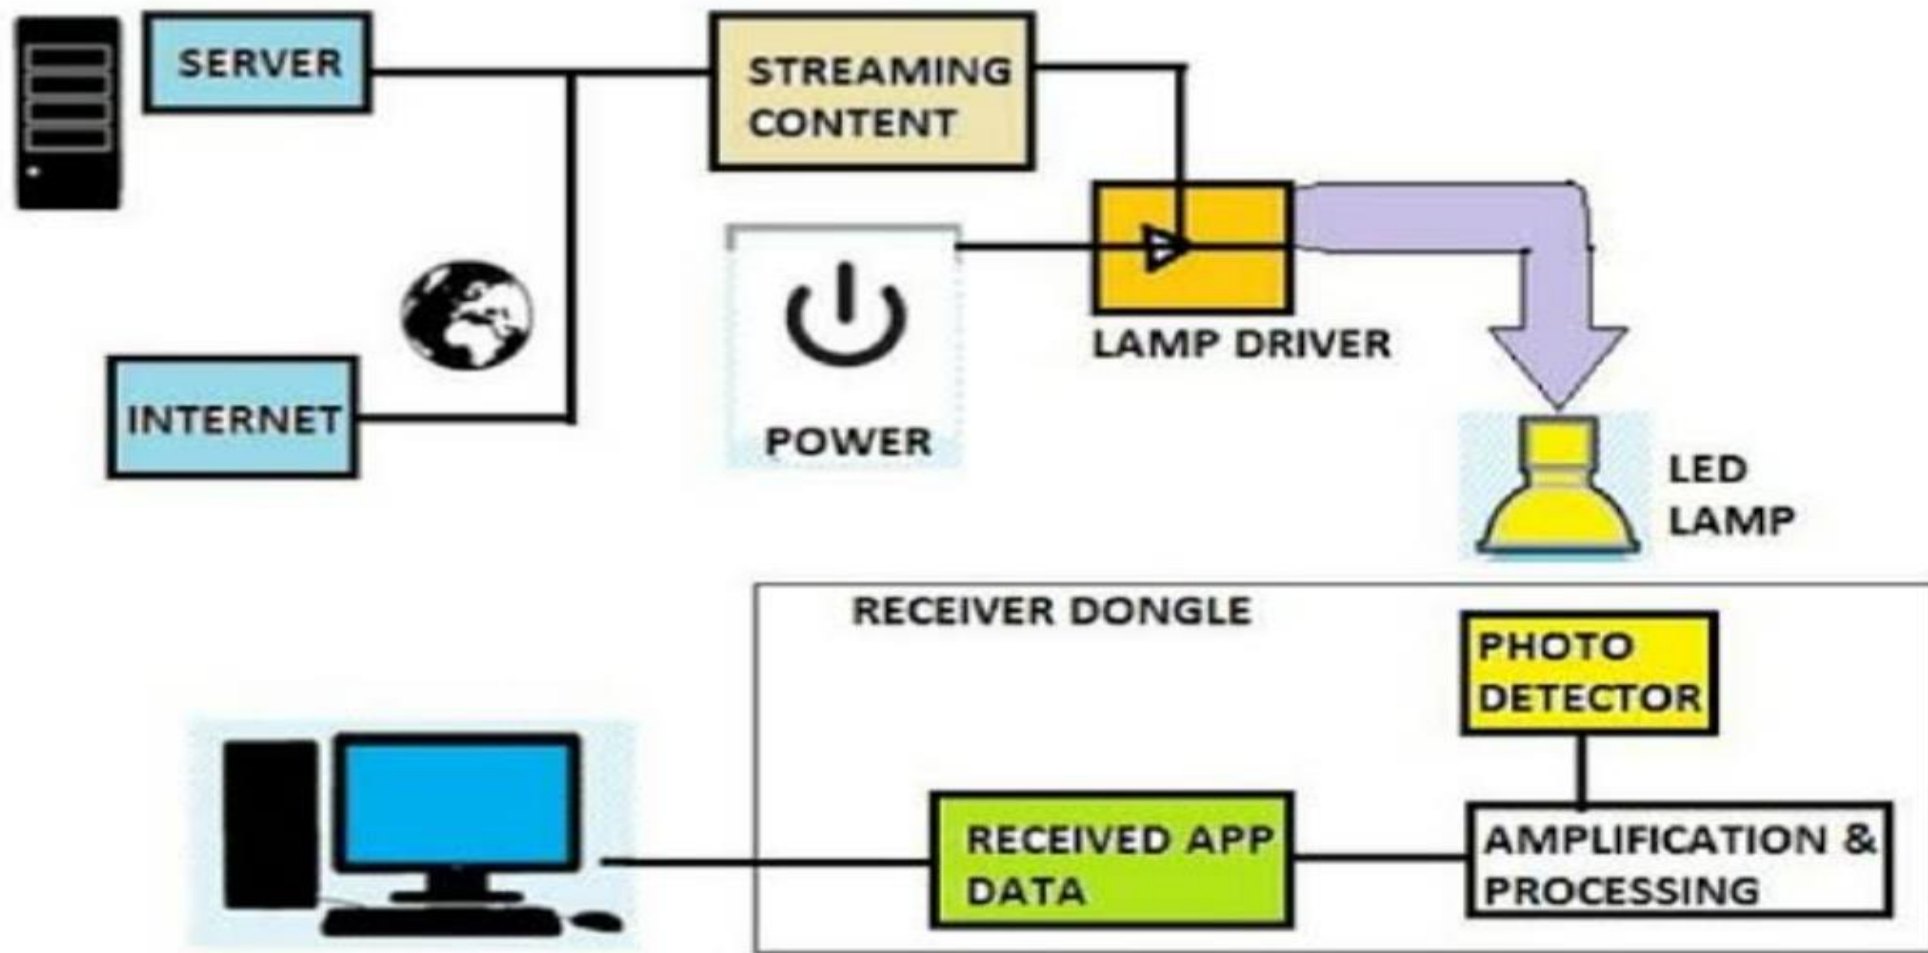 SERVER
STREAMING
CONTENT
INTERNET
POWER
LAMP DRIVER
LED
LAMP
RECEIVER DONGLE
PHOTO
DETECTOR
RECEIVED APP
DATA
AMPLIFICATION &
PROCESSING